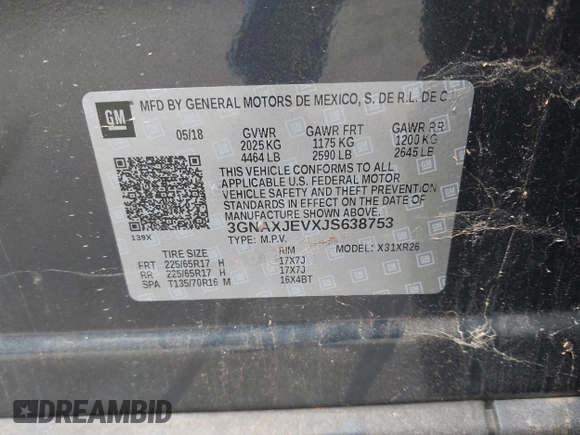 GM
MFD BY GENERAL MOTORS DE MEXICO, S. DE R.L. DE C
05/18 GVWR GAWR FRT GAWR RR
2025 KG 1175 KG 1200 KG
4464 LB 2590 LB 2645 LB
THIS VEHICLE CONFORMS TO ALL
APPLICABLE U.S. FEDERAL MOTOR
VEHICLE SAFETY AND THEFT PREVENTION
STANDARDS IN EFFECT ON THE DATE OF
MANUFACTURE SHOWN ABOVE.
139X 3GNAXJEVXJS638753
TYPE: M.P.V. MODEL: X31XR26
TIRE SIZE RIM
FRT 225/65R17 H 17X7J
RR 225/65R17 H 17X7J
SPA T135/70R16 M 16X4BT
DREAMBID